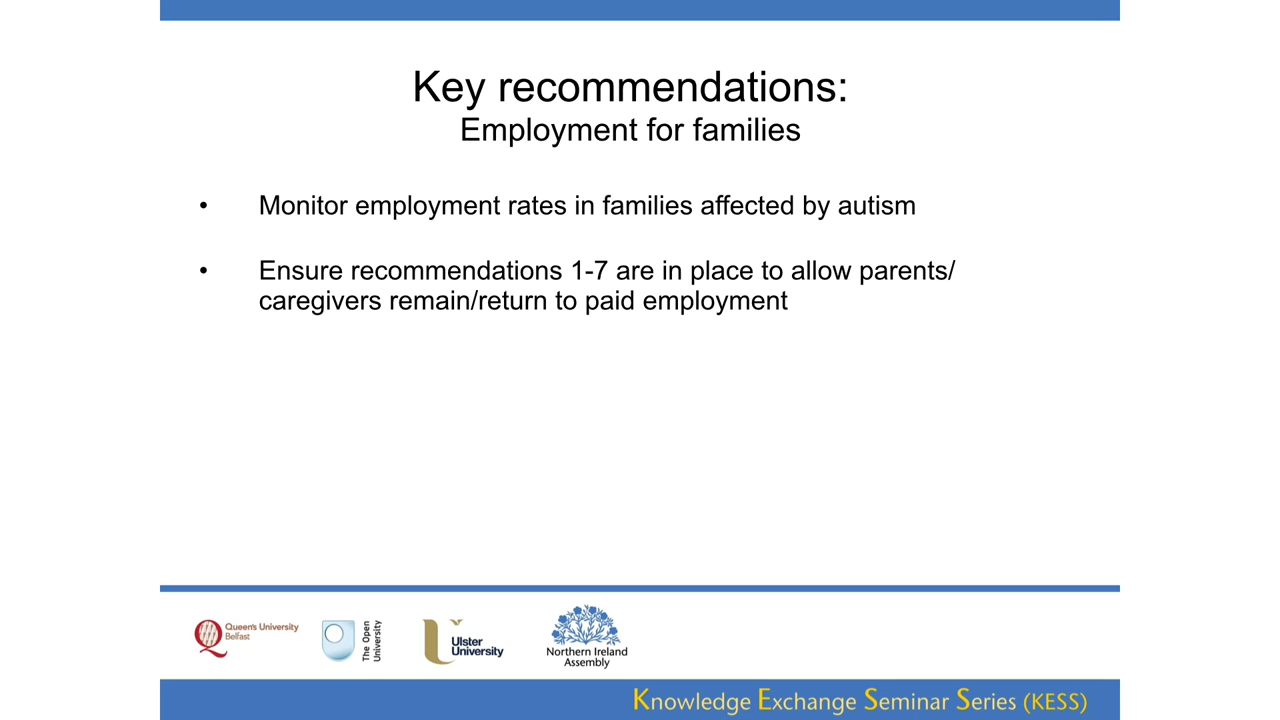 Key recommendations:
Employment for families
• Monitor employment rates in families affected by autism
• Ensure recommendations 1-7 are in place to allow parents/
caregivers remain/return to paid employment
Queen's University
Belfast
The Open
University
Ulster
University
Northern Ireland
Assembly
Knowledge Exchange Seminar Series (KESS)